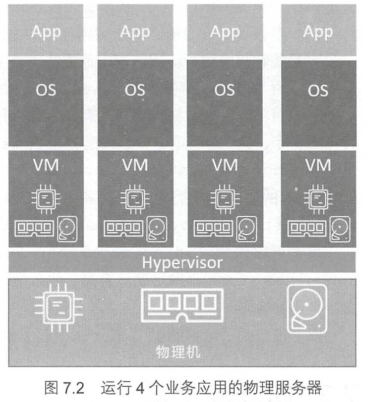 App App App App
OS OS OS OS
VM VM VM VM
Hypervisor
物理机
图 7.2 运行 4 个业务应用的物理服务器